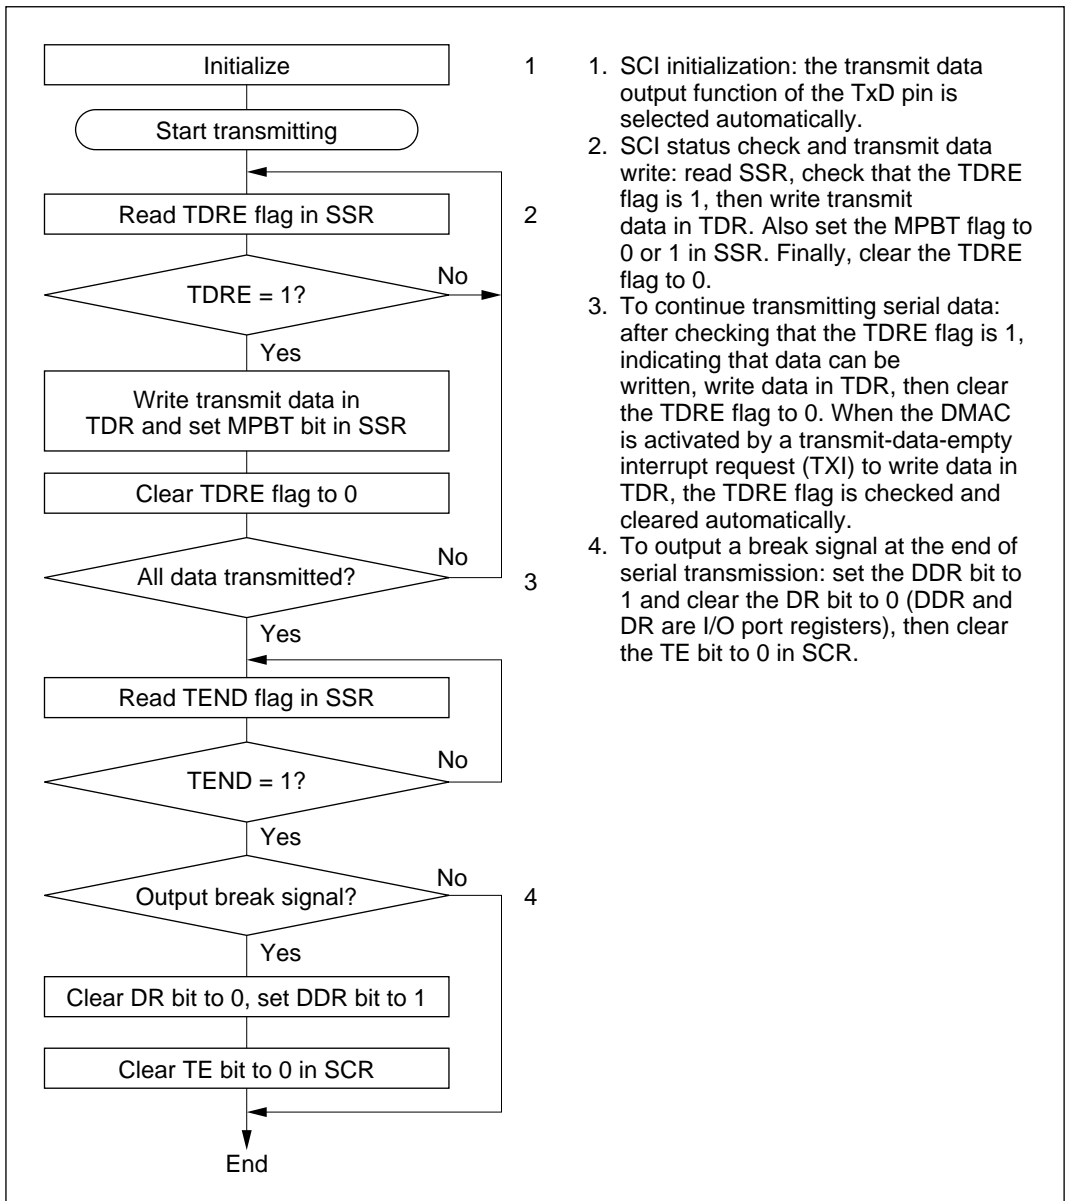 Initialize
1
Start transmitting
Read TDRE flag in SSR
2
TDRE = 1?
No
Yes
Write transmit data in
TDR and set MPBT bit in SSR
Clear TDRE flag to 0
All data transmitted?
No
3
Yes
Read TEND flag in SSR
TEND = 1?
No
Yes
Output break signal?
No
4
Yes
Clear DR bit to 0, set DDR bit to 1
Clear TE bit to 0 in SCR
End
1. SCI initialization: the transmit data
output function of the TxD pin is
selected automatically.
2. SCI status check and transmit data
write: read SSR, check that the TDRE
flag is 1, then write transmit
data in TDR. Also set the MPBT flag to
0 or 1 in SSR. Finally, clear the TDRE
flag to 0.
3. To continue transmitting serial data:
after checking that the TDRE flag is 1,
indicating that data can be
written, write data in TDR, then clear
the TDRE flag to 0. When the DMAC
is activated by a transmit-data-empty
interrupt request (TXI) to write data in
TDR, the TDRE flag is checked and
cleared automatically.
4. To output a break signal at the end of
serial transmission: set the DDR bit to
1 and clear the DR bit to 0 (DDR and
DR are I/O port registers), then clear
the TE bit to 0 in SCR.